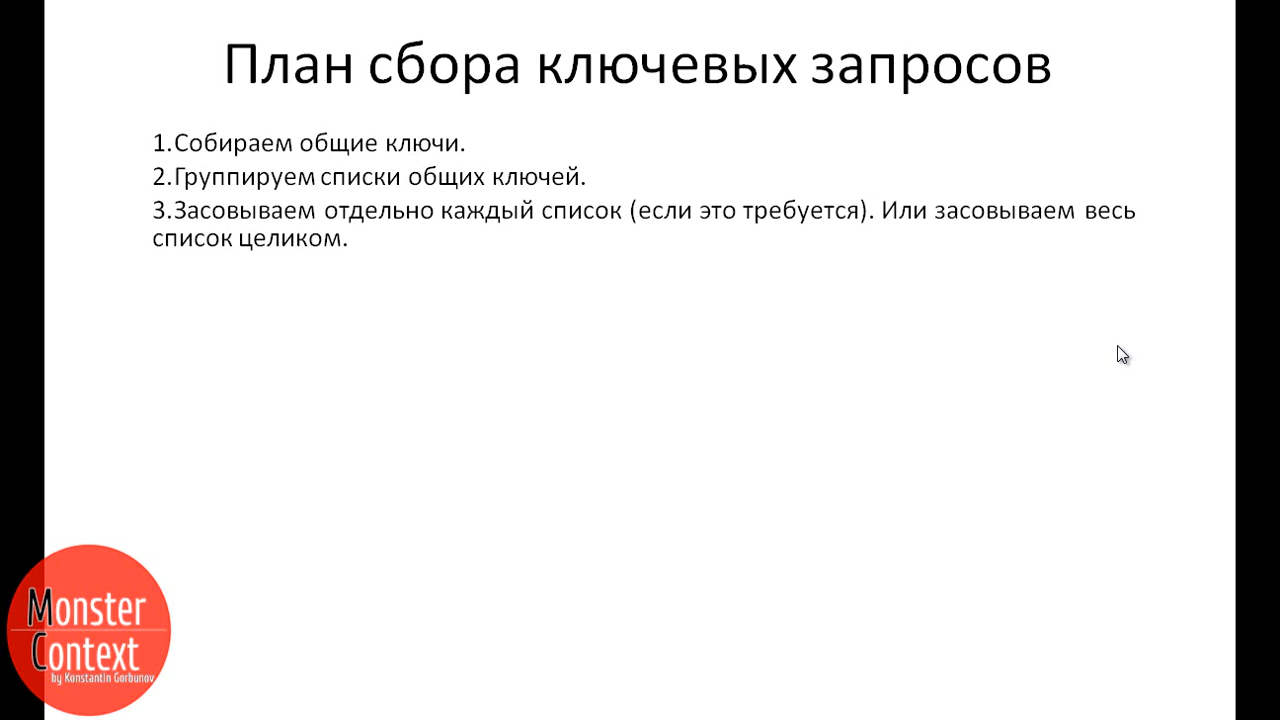 План сбора ключевых запросов
1.Собираем общие ключи.
2.Группируем списки общих ключей.
3.Засовываем отдельно каждый список (если это требуется). Или засовываем весь
список целиком.
Monster
Context
by Konstantin Gorbunov